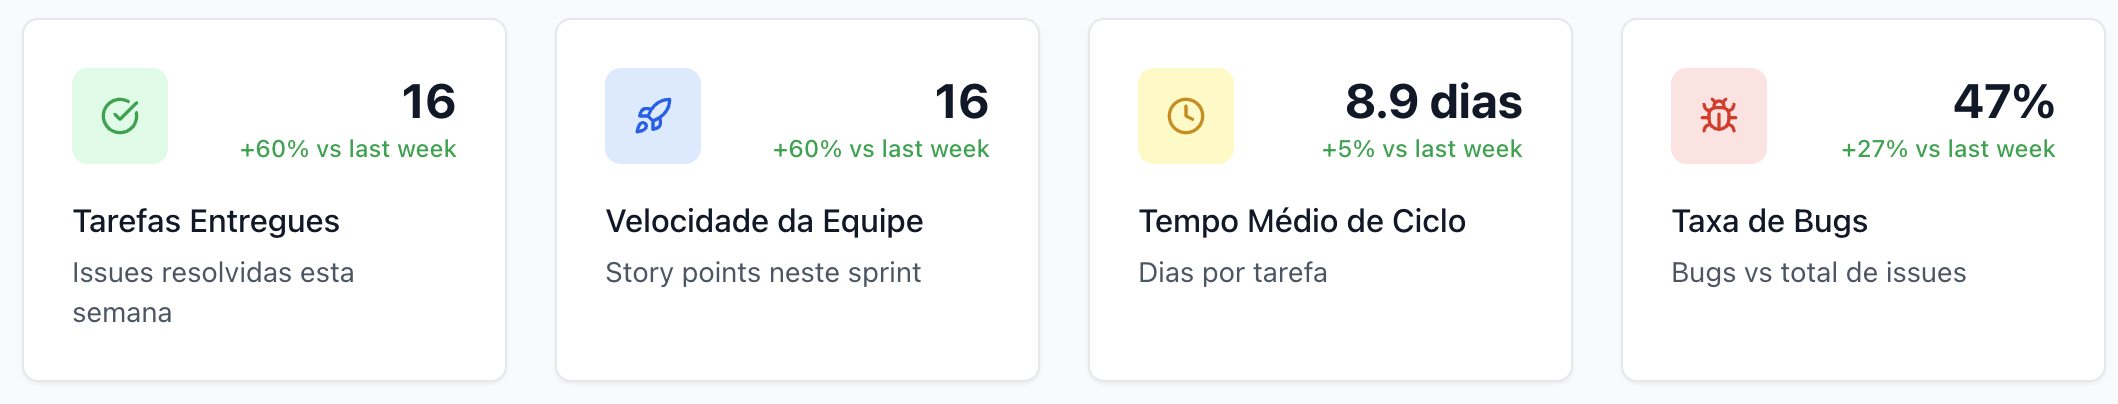 16
+60% vs last week
Tarefas Entregues
Issues resolvidas esta
semana
16
+60% vs last week
Velocidade da Equipe
Story points neste sprint
8.9 dias
+5% vs last week
Tempo Médio de Ciclo
Dias por tarefa
47%
+27% vs last week
Taxa de Bugs
Bugs vs total de issues